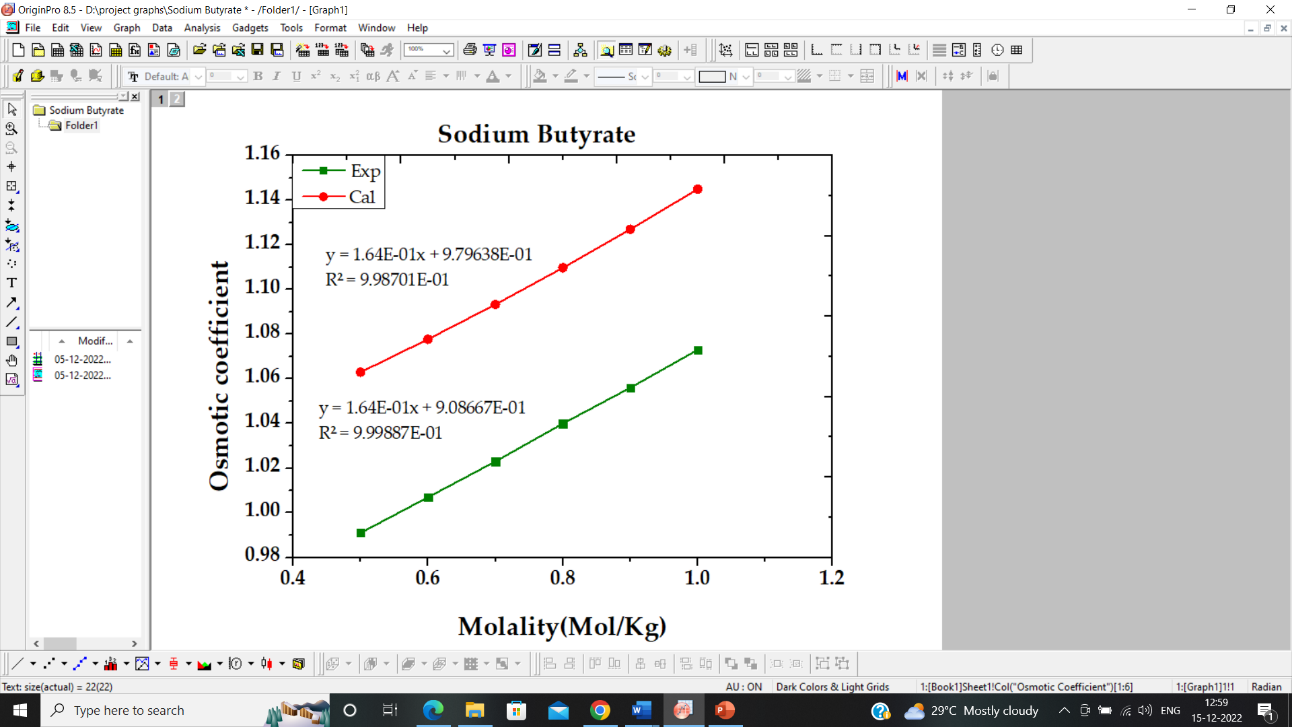 OriginPro 8.5 - D:\project graphs\Sodium Butyrate * - /Folder1/ - [Graph1]
File Edit View Graph Data Analysis Gadgets Tools Format Window Help
100%
Default: A 0 B I U
0 N 0
1 2
Sodium Butyrate
Folder1
Modif...
05-12-2022...
05-12-2022...
Sodium Butyrate
Exp
Cal
y = 1.64E-01x + 9.79638E-01
R² = 9.98701E-01
y = 1.64E-01x + 9.08667E-01
R² = 9.99887E-01
Osmotic coefficient
1.16
1.14
1.12
1.10
1.08
1.06
1.04
1.02
1.00
0.98
0.4 0.6 0.8 1.0 1.2
Molality(Mol/Kg)
Text: size(actual) = 22(22)
AU : ON Dark Colors & Light Grids 1:[Book1]Sheet1!Col("Osmotic Coefficient")[1:6] 1:[Graph1]1!1 Radian
Type here to search
29°C Mostly cloudy
ENG
12:59
15-12-2022